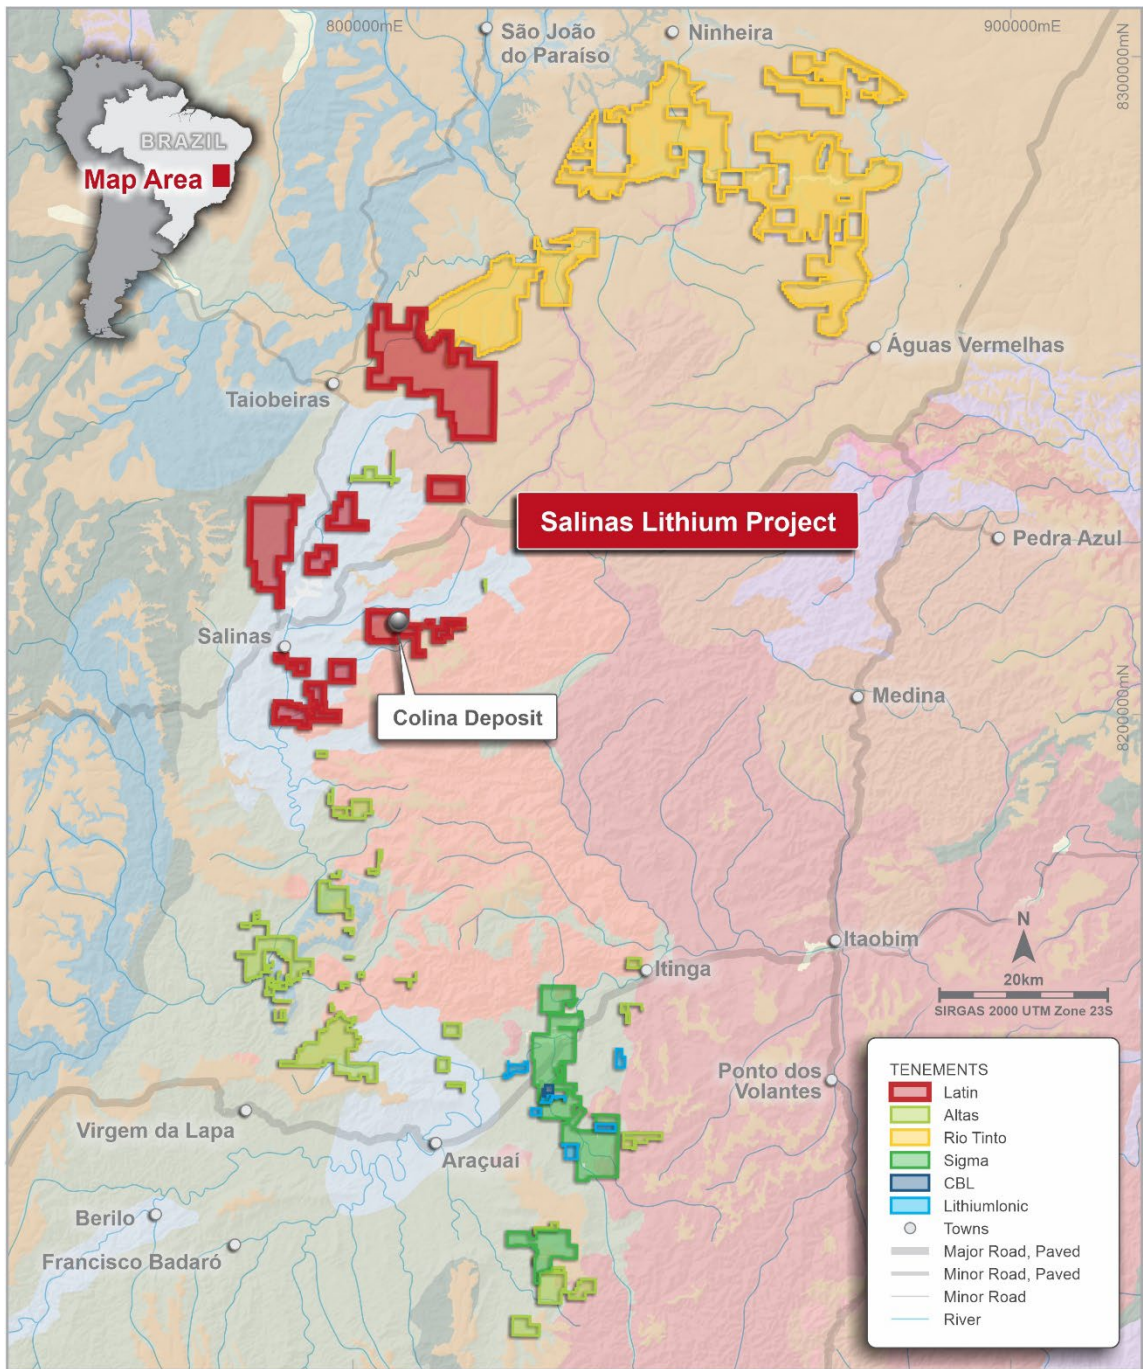 800000mE
900000mE
8300000mN
8200000mN
São João
do Paraíso
Ninheira
BRAZIL
Map Area
Águas Vermelhas
Taiobeiras
Salinas Lithium Project
Pedra Azul
Salinas
Medina
Colina Deposit
Itaobim
Itinga
N
20km
SIRGAS 2000 UTM Zone 23S
Ponto dos
Volantes
Virgem da Lapa
Araçuaí
Berilo
Francisco Badaró
TENEMENTS
Latin
Altas
Rio Tinto
Sigma
CBL
LithiumIonic
Towns
Major Road, Paved
Minor Road, Paved
Minor Road
River